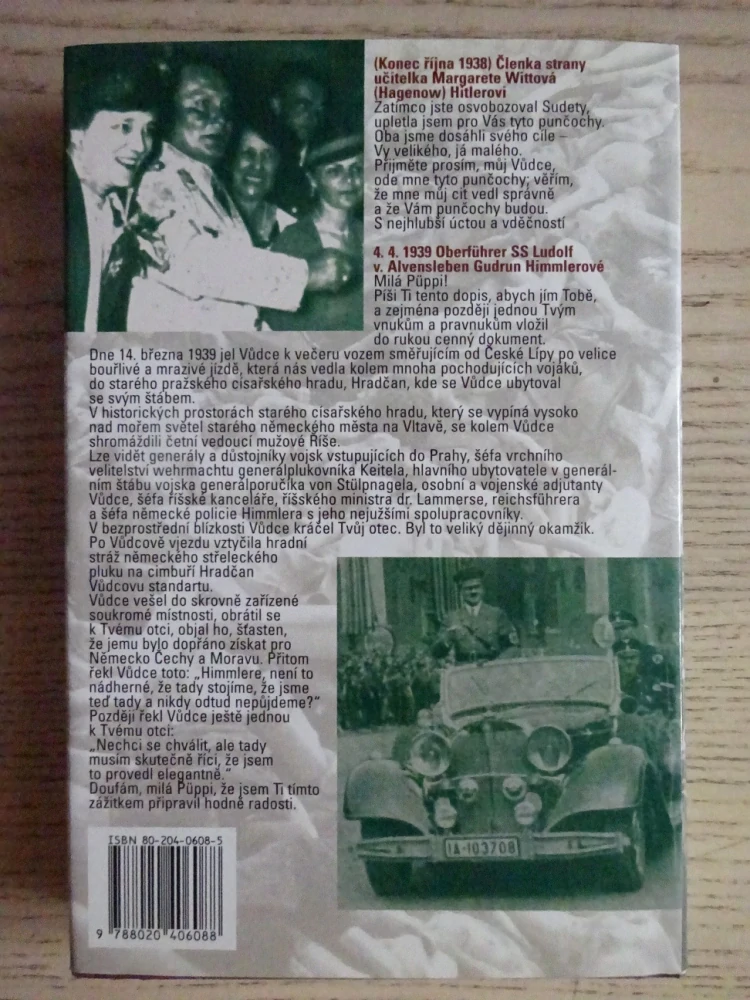 (Konec října 1938) Členka strany
učitelka Margarete Wittová
(Hagenow) Hitlerovi
Zatímco jste osvobozoval Sudety,
upletla jsem pro Vás tyto punčochy.
Oba jsme dosáhli svého cíle –
Vy velikého, já malého.
Přijměte prosím, můj Vůdce,
ode mne tyto punčochy; věřím,
že mne můj cit vedl správně
a že Vám punčochy budou.
S nejhlubší úctou a vděčností
4. 4. 1939 Oberführer SS Ludolf
v. Alvensleben Gudrun Himmlerové
Milá Püppi!
Píši Ti tento dopis, abych jím Tobě,
a zejména později jednou Tvým
vnukům a pravnukům vložil
do rukou cenný dokument.
Dne 14. března 1939 jel Vůdce k večeru vozem směřujícím od České Lípy po velice
bouřlivé a mrazivé jízdě, která nás vedla kolem mnoha pochodujících vojáků,
do starého pražského císařského hradu, Hradčan, kde se Vůdce ubytoval
se svým štábem.
V historických prostorách starého císařského hradu, který se vypíná vysoko
nad mořem světel starého německého města na Vltavě, se kolem Vůdce
shromáždili četní vedoucí mužové Říše.
Lze vidět generály a důstojníky vojsk vstupujících do Prahy, šéfa vrchního
velitelství wehrmachtu generálplukovníka Keitela, hlavního ubytovatele v generál-
ním štábu vojska generálporučíka von Stülpnagela, osobní a vojenské adjutanty
Vůdce, šéfa říšské kanceláře, říšského ministra dr. Lammerse, reichsführera
a šéfa německé policie Himmlera s jeho nejužšími spolupracovníky.
V bezprostřední blízkosti Vůdce kráčel Tvůj otec. Byl to veliký dějinný okamžik.
Po Vůdcově vjezdu vztyčila hradní
stráž německého střeleckého
pluku na cimbuří Hradčan
Vůdcovu standartu.
Vůdce vešel do skrovně zařízené
soukromé místnosti, obrátil se
k Tvému otci, objal ho, šťasten,
že jemu bylo dopřáno získat pro
Německo Čechy a Moravu. Přitom
řekl Vůdce toto: „Himmlere, není to
nádherné, že tady stojíme, že jsme
teď tady a nikdy odtud nepůjdeme?“
Později řekl Vůdce ještě jednou
k Tvému otci:
„Nechci se chválit, ale tady
musím skutečně říci, že jsem
to provedl elegantně.“
Doufám, milá Püppi, že jsem Ti tímto
zážitkem připravil hodně radosti.
IA-103708
ISBN 80-204-0608-5
9 788020 406088